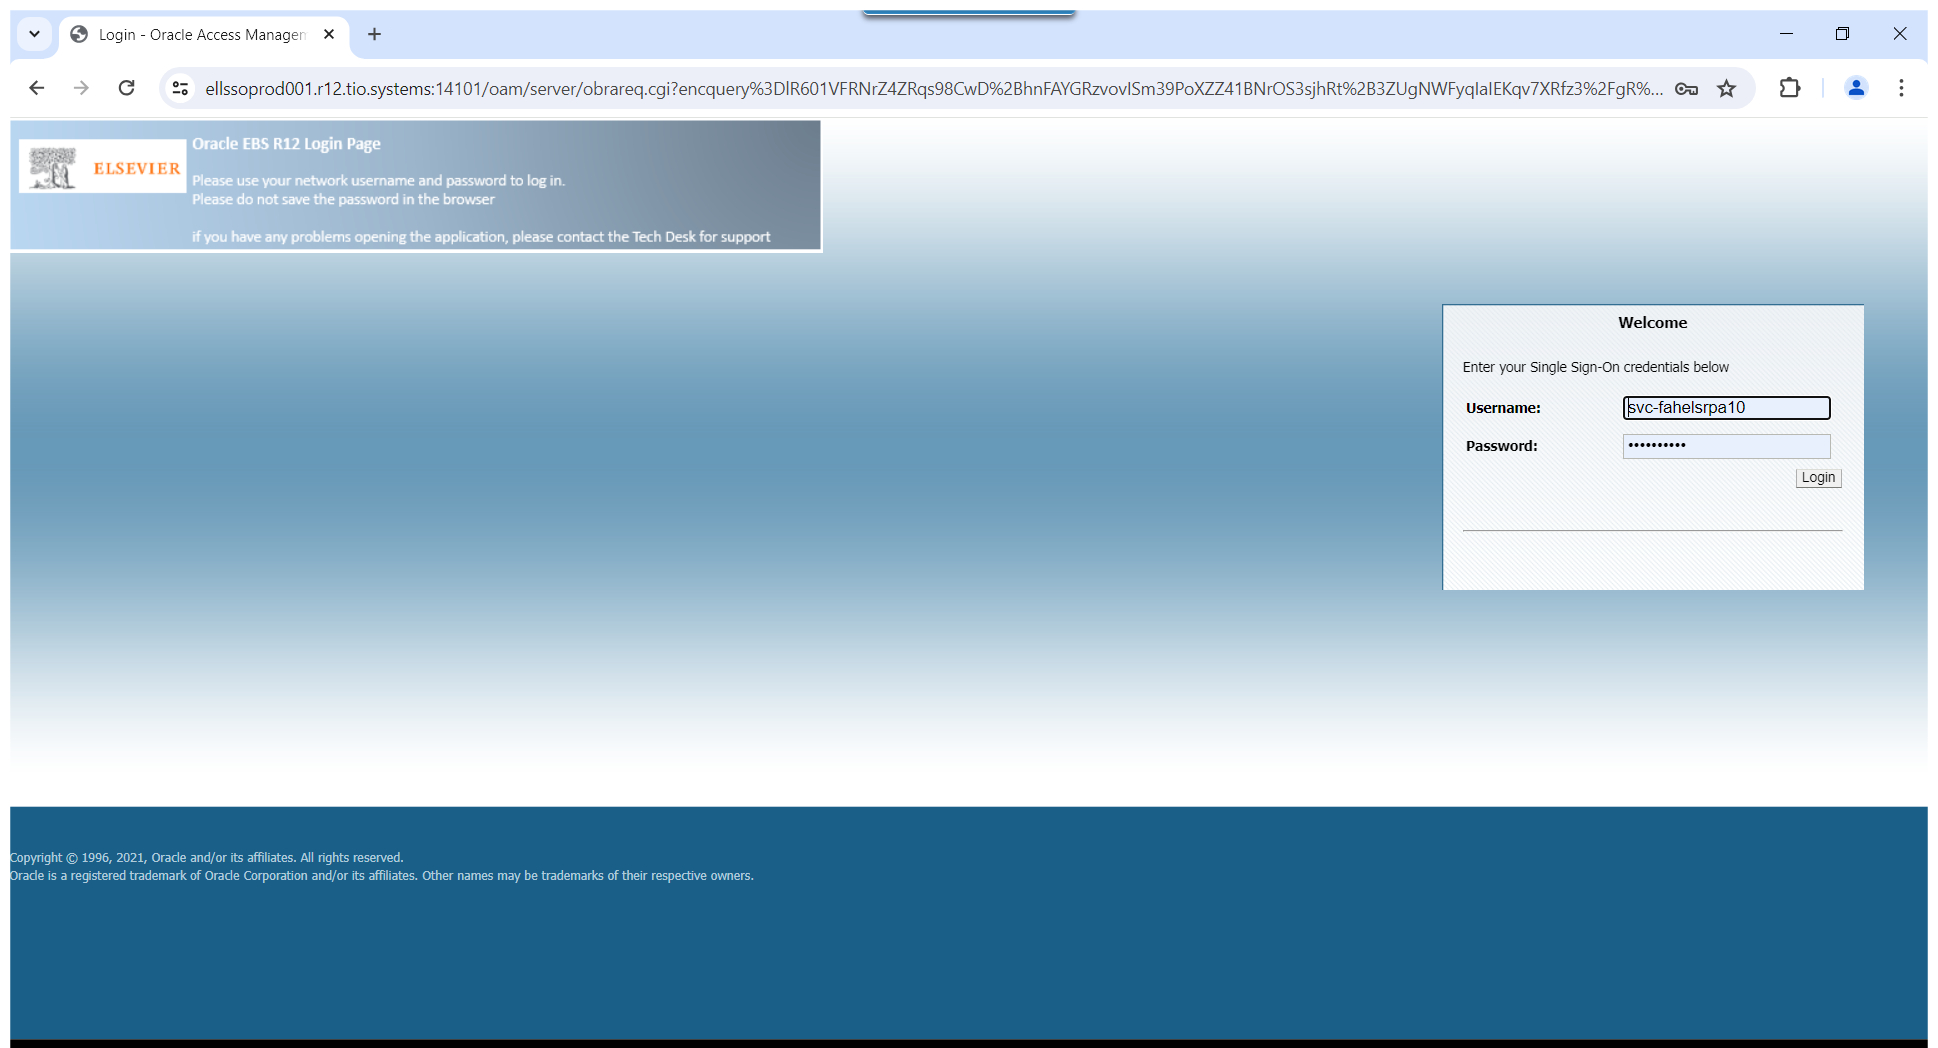 Login - Oracle Access Managem
ellssoprod001.r12.tio.systems:14101/oam/server/obrareq.cgi?encquery%3DlR601VFRNrZ4ZRqs98CwD%2BhnFAYGRzvovISm39PoXZZ41BNrOS3sjhRt%2B3ZUgNWFyqIaIEKqv7XRfz3%2FgR%...
ELSEVIER
Oracle EBS R12 Login Page
Please use your network username and password to log in.
Please do not save the password in the browser
if you have any problems opening the application, please contact the Tech Desk for support
Welcome
Enter your Single Sign-On credentials below
Username: svc-fahelsrpa10
Password: ••••••••••
Login
Copyright © 1996, 2021, Oracle and/or its affiliates. All rights reserved.
Oracle is a registered trademark of Oracle Corporation and/or its affiliates. Other names may be trademarks of their respective owners.